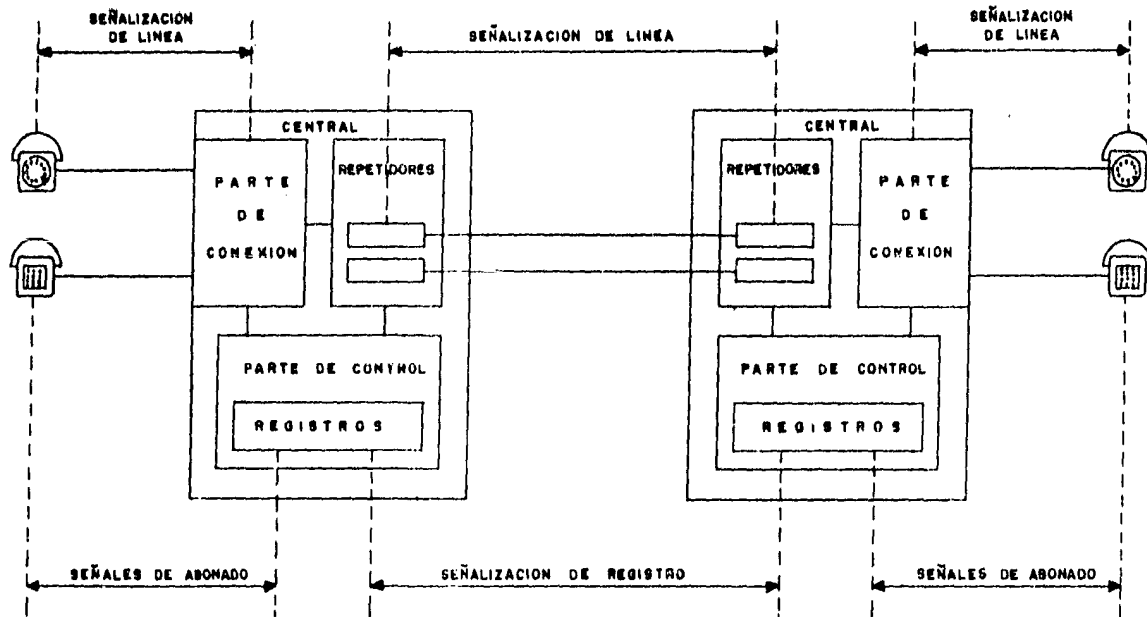 SEÑALIZACION
DE LINEA
SEÑALIZACION DE LINEA
SEÑALIZACION
DE LINEA
CENTRAL
CENTRAL
PARTE
DE
CONEXION
REPETIDORES
REPETIDORES
PARTE
DE
CONEXION
PARTE DE CONTROL
PARTE DE CONTROL
REGISTROS
REGISTROS
SEÑALES DE ABONADO
SEÑALIZACION DE REGISTRO
SEÑALES DE ABONADO